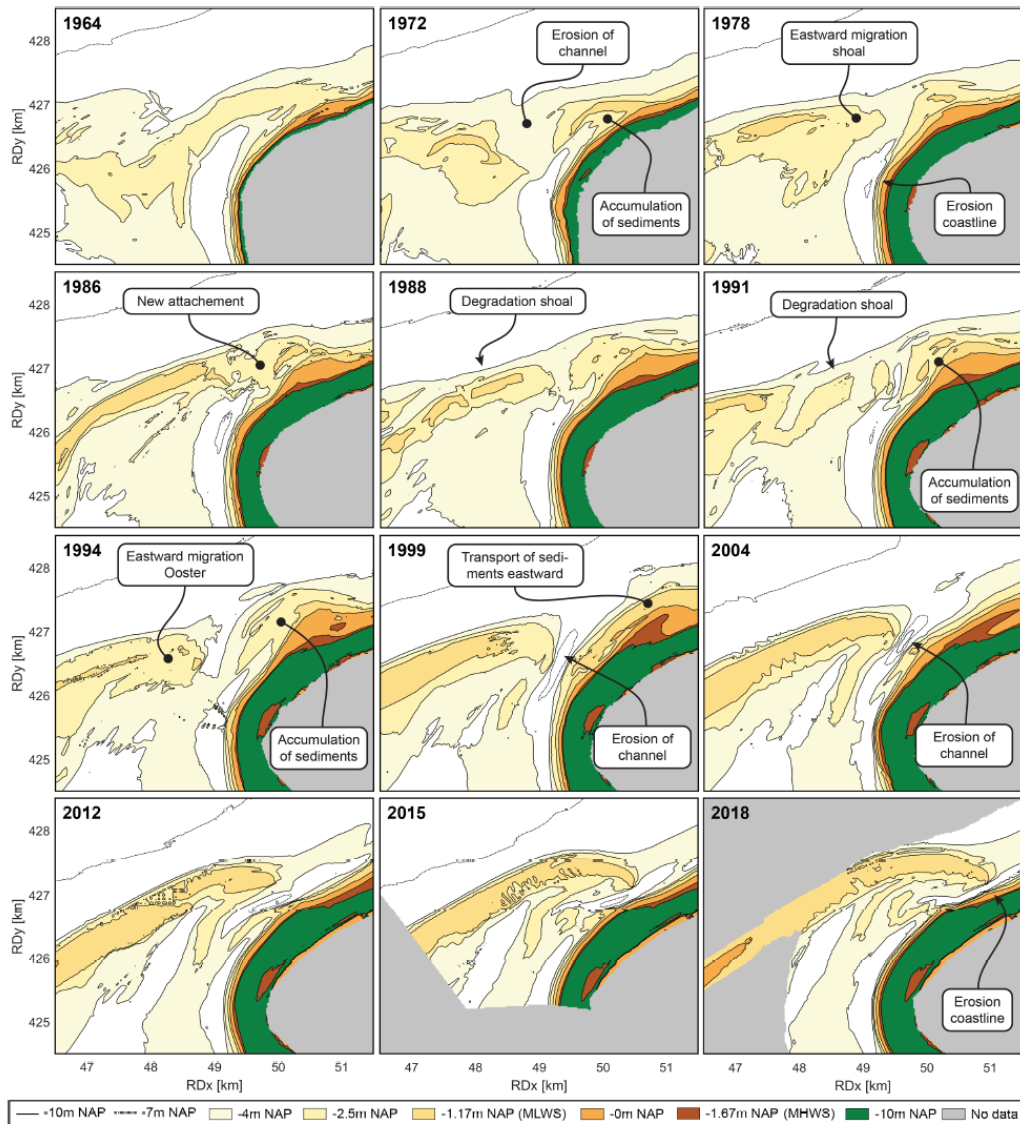 1964
1972
1978
428
427
426
425
RDy [km]
Erosion of
channel
Accumulation
of sediments
Eastward migration
shoal
Erosion
coastline
1986
1988
1991
428
427
426
425
RDy [km]
New attachement
Degradation shoal
Degradation shoal
Accumulation
of sediments
1994
1999
2004
428
427
426
425
RDy [km]
Eastward migration
Ooster
Accumulation
of sediments
Transport of sedi-
ments eastward
Erosion of
channel
Erosion of
channel
2012
2015
2018
428
427
426
425
RDy [km]
Erosion
coastline
47 48 49 50 51
47 48 49 50 51
47 48 49 50 51
RDx [km]
RDx [km]
RDx [km]
-10m NAP -7m NAP -4m NAP -2.5m NAP -1.17m NAP (MLWS) -0m NAP -1.67m NAP (MHWS) -10m NAP No data